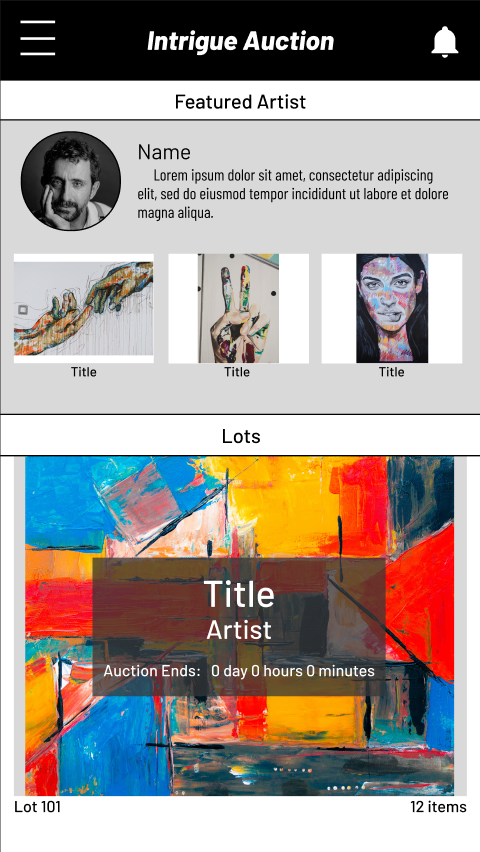 Intrigue Auction
Featured Artist
Name
Lorem ipsum dolor sit amet, consectetur adipiscing
elit, sed do eiusmod tempor incididunt ut labore et dolore
magna aliqua.
Title
Title
Title
Lots
Title
Artist
Auction Ends: 0 day 0 hours 0 minutes
Lot 101
12 items